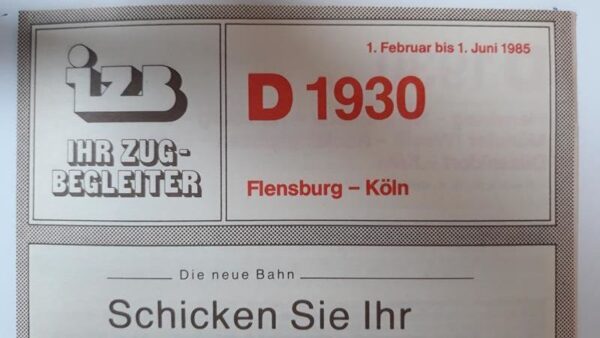 izb
IHR ZUG-
BEGLEITER
1. Februar bis 1. Juni 1985
D 1930
Flensburg – Köln
Die neue Bahn
Schicken Sie Ihr